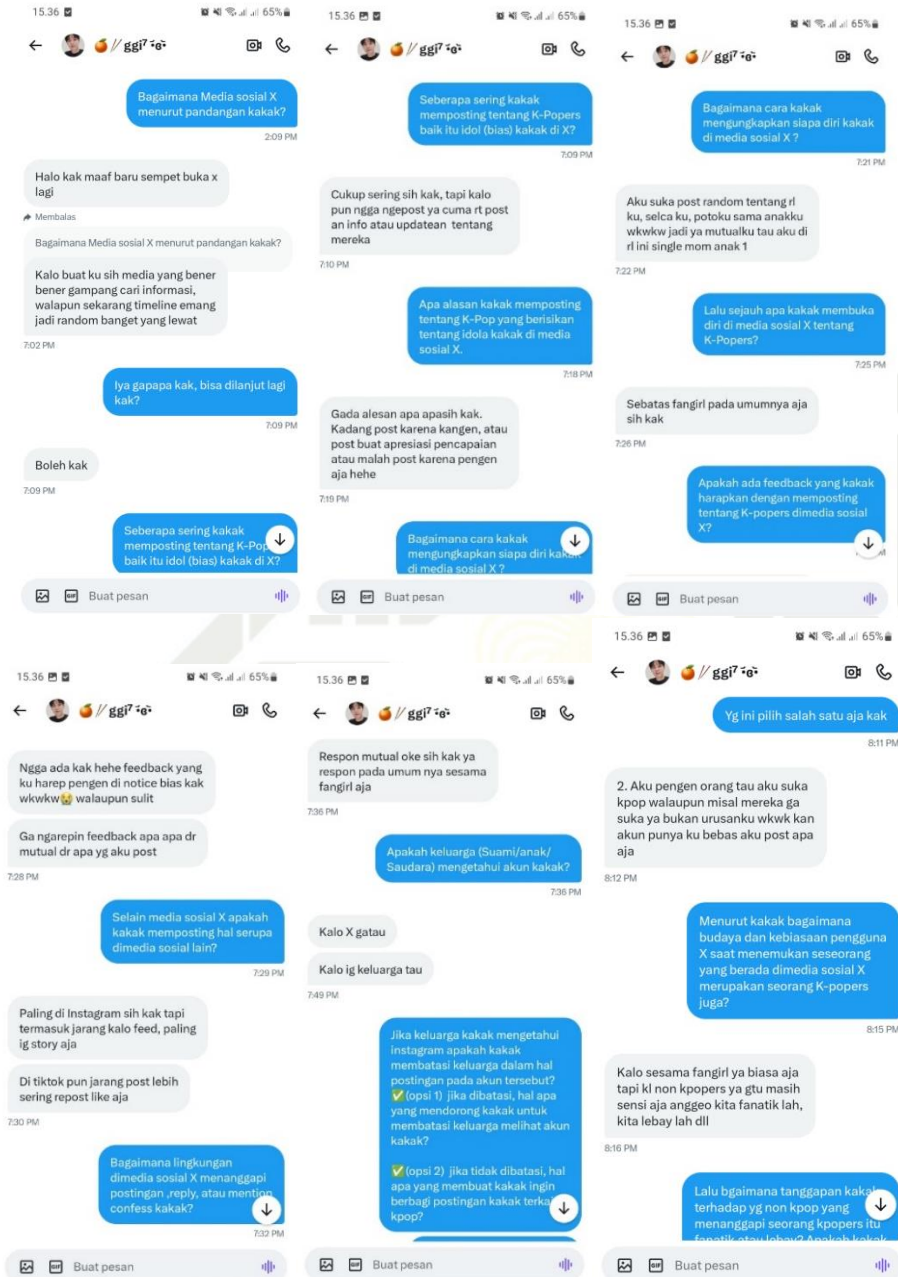 15.36
65%
ggi⁷
Bagaimana Media sosial X
menurut pandangan kakak?
2:09 PM
Halo kak maaf baru sempet buka x
lagi
Membalas
Bagaimana Media sosial X menurut pandangan kakak?
Kalo buat ku sih media yang bener
bener gampang cari informasi,
walapun sekarang timeline emang
jadi random banget yang lewat
7:02 PM
Iya gapapa kak, bisa dilanjut lagi
kak?
7:09 PM
Boleh kak
7:09 PM
Seberapa sering kakak
memposting tentang K-Pop
baik itu idol (bias) kakak di X?
GIF Buat pesan
15.36
65%
ggi⁷
Seberapa sering kakak
memposting tentang K-Popers
baik itu idol (bias) kakak di X?
7:09 PM
Cukup sering sih kak, tapi kalo
pun ngga ngepost ya cuma rt post
an info atau updatean tentang
mereka
7:10 PM
Apa alasan kakak memposting
tentang K-Pop yang berisikan
tentang idola kakak di media
sosial X.
7:18 PM
Gada alesan apa apasih kak.
Kadang post karena kangen, atau
post buat apresiasi pencapaian
atau malah post karena pengen
aja hehe
7:19 PM
Bagaimana cara kakak
mengungkapkan siapa diri kakak
di media sosial X ?
GIF Buat pesan
15.36
65%
ggi⁷
Bagaimana cara kakak
mengungkapkan siapa diri kakak
di media sosial X ?
7:21 PM
Aku suka post random tentang rl
ku, selca ku, potoku sama anakku
wkwkw jadi ya mutualku tau aku di
rl ini single mom anak 1
7:22 PM
Lalu sejauh apa kakak membuka
diri di media sosial X tentang
K-Popers?
7:25 PM
Sebatas fangirl pada umumnya aja
sih kak
7:26 PM
Apakah ada feedback yang kakak
harapkan dengan memposting
tentang K-popers dimedia sosial
X?
GIF Buat pesan
15.36
65%
ggi⁷
Ngga ada kak hehe feedback yang
ku harep pengen di notice bias kak
wkwkw😭 walaupun sulit
Ga ngarepin feedback apa apa dr
mutual dr apa yg aku post
7:28 PM
Selain media sosial X apakah
kakak memposting hal serupa
dimedia sosial lain?
7:29 PM
Paling di Instagram sih kak tapi
termasuk jarang kalo feed, paling
ig story aja
Di tiktok pun jarang post lebih
sering repost like aja
7:30 PM
Bagaimana lingkungan
dimedia sosial X menanggapi
postingan ,reply, atau mention
confess kakak?
7:32 PM
GIF Buat pesan
15.36
65%
ggi⁷
Respon mutual oke sih kak ya
respon pada umum nya sesama
fangirl aja
7:36 PM
Apakah keluarga (Suami/anak/
Saudara) mengetahui akun kakak?
7:36 PM
Kalo X gatau
Kalo ig keluarga tau
7:49 PM
Jika keluarga kakak mengetahui
instagram apakah kakak
membatasi keluarga dalam hal
postingan pada akun tersebut?
✅(opsi 1) jika dibatasi, hal apa
yang mendorong kakak untuk
membatasi keluarga melihat akun
kakak?
✅(opsi 2) jika tidak dibatasi, hal
apa yang membuat kakak ingin
berbagi postingan kakak terkait
kpop?
GIF Buat pesan
15.36
65%
ggi⁷
Yg ini pilih salah satu aja kak
8:11 PM
2. Aku pengen orang tau aku suka
kpop walaupun misal mereka ga
suka ya bukan urusanku wkwk kan
akun punya ku bebas aku post apa
aja
8:12 PM
Menurut kakak bagaimana
budaya dan kebiasaan pengguna
X saat menemukan seseorang
yang berada dimedia sosial X
merupakan seorang K-popers
juga?
8:15 PM
Kalo sesama fangirl ya biasa aja
tapi kl non kpopers ya gtu masih
sensi aja anggeo kita fanatik lah,
kita lebay lah dll
8:16 PM
Lalu bgaimana tanggapan kakak
terhadap yg non kpop yang
menanggapi seorang kpopers itu
fanatik atau lebay? Apakah kakak
GIF Buat pesan